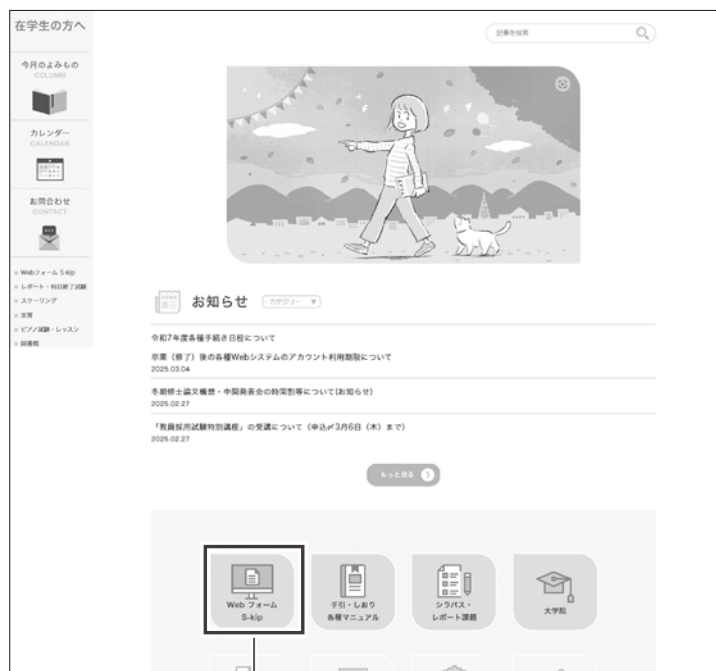 在学生の方へ
記事を検索
今月のよみもの
COLUMN
カレンダー
CALENDAR
お問合わせ
CONTACT
» Webフォーム S-kip
» レポート・科目修了試験
» スクーリング
» 実習
» ピアノ試験・レッスン
» 図書館
NEWS
お知らせ
- カテゴリー - ▼
令和7年度各種手続き日程について
卒業（修了）後の各種Webシステムのアカウント利用期限について
2025.03.04
冬期修士論文構想・中間発表会の時間割等について(お知らせ)
2025.02.27
「教員採用試験特別講座」の受講について（申込〆3月6日（木）まで）
2025.02.27
もっと見る
Web フォーム
S-kip
手引・しおり
各種マニュアル
シラバス・
レポート課題
大学院